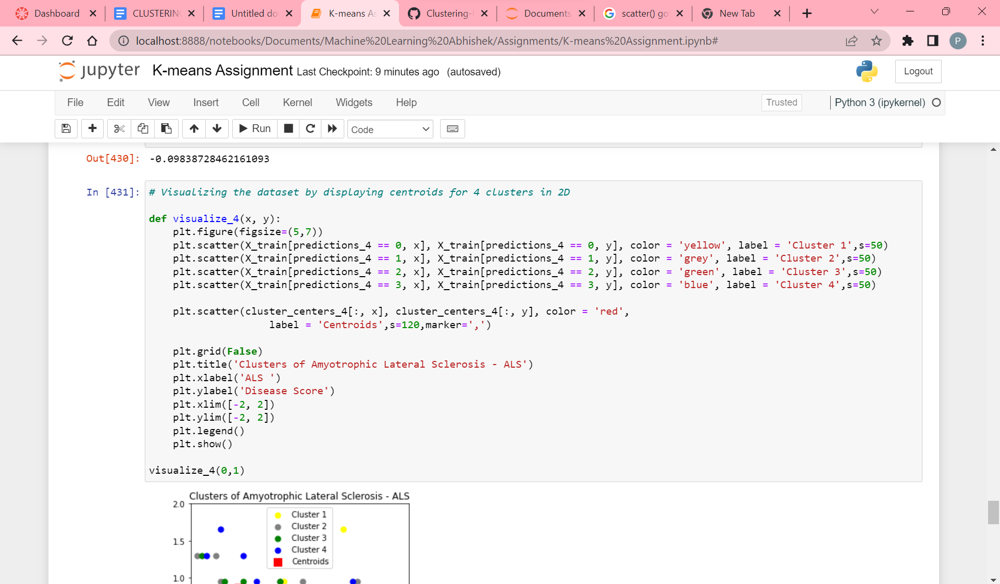 Dashboard
CLUSTERIN
Untitled do
K-means As
Clustering-
Documents
scatter() go
New Tab
localhost:8888/notebooks/Documents/Machine%20Learning%20Abhishek/Assignments/K-means%20Assignment.ipynb#
P
jupyter K-means Assignment Last Checkpoint: 9 minutes ago (autosaved)
Logout
File Edit View Insert Cell Kernel Widgets Help
Trusted
Python 3 (ipykernel)
Run
Code
Out[430]: -0.09838728462161093
In [431]: # Visualizing the dataset by displaying centroids for 4 clusters in 2D
def visualize_4(x, y):
    plt.figure(figsize=(5,7))
    plt.scatter(X_train[predictions_4 == 0, x], X_train[predictions_4 == 0, y], color = 'yellow', label = 'Cluster 1',s=50)
    plt.scatter(X_train[predictions_4 == 1, x], X_train[predictions_4 == 1, y], color = 'grey', label = 'Cluster 2',s=50)
    plt.scatter(X_train[predictions_4 == 2, x], X_train[predictions_4 == 2, y], color = 'green', label = 'Cluster 3',s=50)
    plt.scatter(X_train[predictions_4 == 3, x], X_train[predictions_4 == 3, y], color = 'blue', label = 'Cluster 4',s=50)
    plt.scatter(cluster_centers_4[:, x], cluster_centers_4[:, y], color = 'red',
                    label = 'Centroids',s=120,marker=',')
    plt.grid(False)
    plt.title('Clusters of Amyotrophic Lateral Sclerosis - ALS')
    plt.xlabel('ALS ')
    plt.ylabel('Disease Score')
    plt.xlim([-2, 2])
    plt.ylim([-2, 2])
    plt.legend()
    plt.show()
visualize_4(0,1)
Clusters of Amyotrophic Lateral Sclerosis - ALS
2.0
Cluster 1
Cluster 2
Cluster 3
1.5
Cluster 4
Centroids
1.0